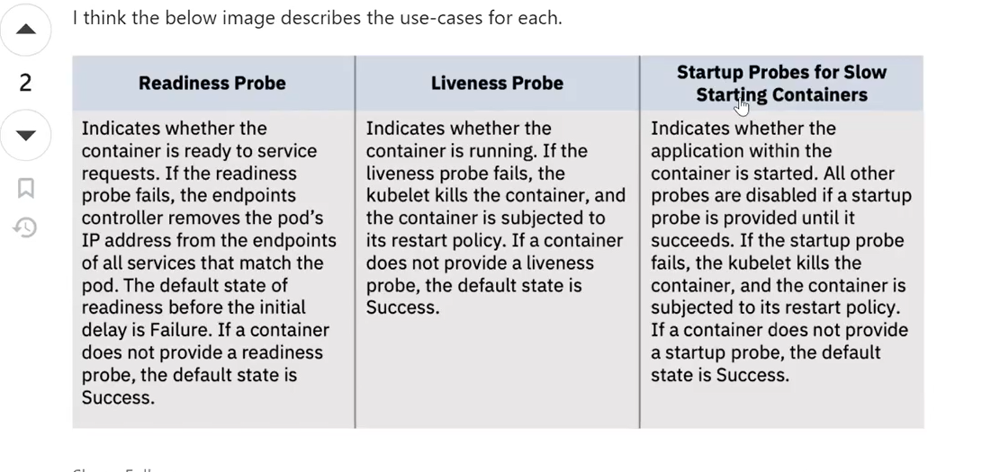 I think the below image describes the use-cases for each.
2
Readiness Probe
Indicates whether the
container is ready to service
requests. If the readiness
probe fails, the endpoints
controller removes the pod's
IP address from the endpoints
of all services that match the
pod. The default state of
readiness before the initial
delay is Failure. If a container
does not provide a readiness
probe, the default state is
Success.
Liveness Probe
Indicates whether the
container is running. If the
liveness probe fails, the
kubelet kills the container, and
the container is subjected to
its restart policy. If a container
does not provide a liveness
probe, the default state is
Success.
Startup Probes for Slow
Starting Containers
Indicates whether the
application within the
container is started. All other
probes are disabled if a startup
probe is provided until it
succeeds. If the startup probe
fails, the kubelet kills the
container, and the container is
subjected to its restart policy.
If a container does not provide
a startup probe, the default
state is Success.